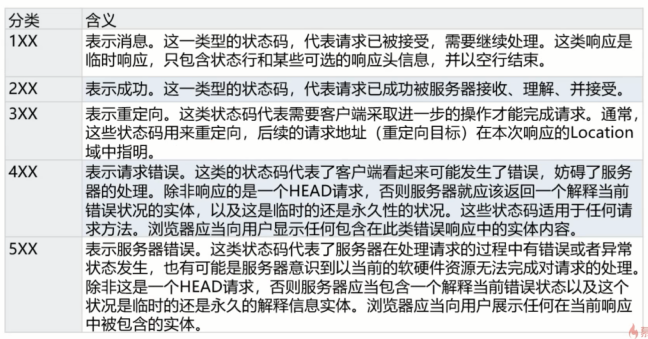 分类 含义
1XX 表示消息。这一类型的状态码，代表请求已被接受，需要继续处理。这类响应是
临时响应，只包含状态行和某些可选的响应头信息，并以空行结束。
2XX 表示成功。这一类型的状态码，代表请求已成功被服务器接收、理解、并接受。
3XX 表示重定向。这类状态码代表需要客户端采取进一步的操作才能完成请求。通常，
这些状态码用来重定向，后续的请求地址（重定向目标）在本次响应的Location
域中指明。
4XX 表示请求错误。这类的状态码代表了客户端看起来可能发生了错误，妨碍了服务
器的处理。除非响应的是一个HEAD请求，否则服务器就应该返回一个解释当前
错误状况的实体，以及这是临时的还是永久性的状况。这些状态码适用于任何请
求方法。浏览器应当向用户显示任何包含在此类错误响应中的实体内容。
5XX 表示服务器错误。这类状态码代表了服务器在处理请求的过程中有错误或者异常
状态发生，也有可能是服务器意识到以当前的软硬件资源无法完成对请求的处理。
除非这是一个HEAD请求，否则服务器应当包含一个解释当前错误状态以及这个
状况是临时的还是永久的解释信息实体。浏览器应当向用户展示任何在当前响应
中被包含的实体。